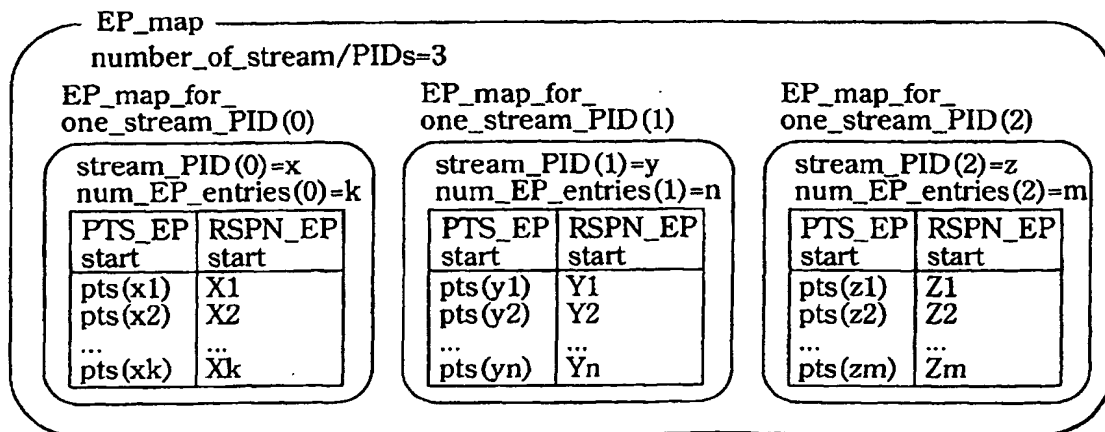 EP_map
number_of_stream/PIDs=3
EP_map_for_
one_stream_PID(0)
stream_PID(0)=x
num_EP_entries(0)=k
PTS_EP RSPN_EP
start start
pts(x1) X1
pts(x2) X2
... ...
pts(xk) Xk
EP_map_for_
one_stream_PID(1)
stream_PID(1)=y
num_EP_entries(1)=n
PTS_EP RSPN_EP
start start
pts(y1) Y1
pts(y2) Y2
... ...
pts(yn) Yn
EP_map_for_
one_stream_PID(2)
stream_PID(2)=z
num_EP_entries(2)=m
PTS_EP RSPN_EP
start start
pts(z1) Z1
pts(z2) Z2
... ...
pts(zm) Zm